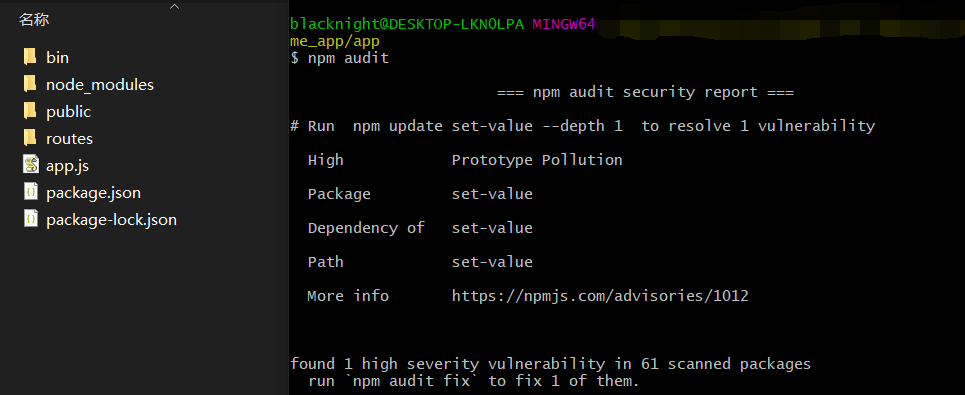 名称
bin
node_modules
public
routes
app.js
package.json
package-lock.json
blacknight@DESKTOP-LKN0LPA MINGW64
me_app/app
$ npm audit
=== npm audit security report ===
# Run  npm update set-value --depth 1  to resolve 1 vulnerability
High Prototype Pollution
Package set-value
Dependency of set-value
Path set-value
More info https://npmjs.com/advisories/1012
found 1 high severity vulnerability in 61 scanned packages
run `npm audit fix` to fix 1 of them.